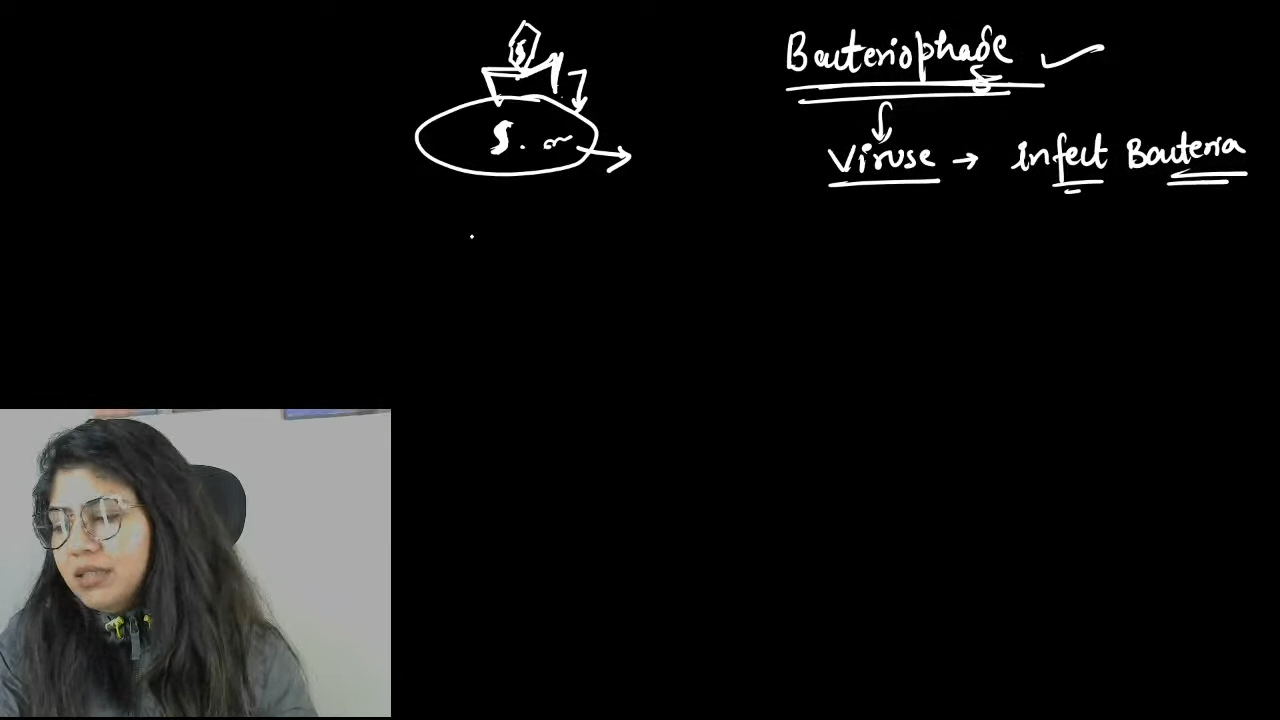 S
S.
Bacteriophage
Viruse → infect Bacteria